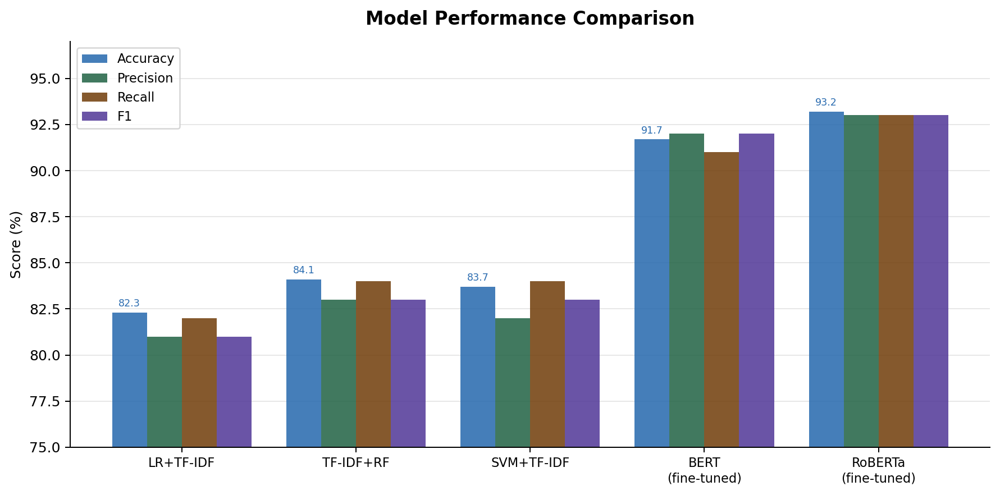 Model Performance Comparison
Accuracy
Precision
Recall
F1
Score (%)
95.0
92.5
90.0
87.5
85.0
82.5
80.0
77.5
75.0
82.3
84.1
83.7
91.7
93.2
LR+TF-IDF
TF-IDF+RF
SVM+TF-IDF
BERT
(fine-tuned)
RoBERTa
(fine-tuned)